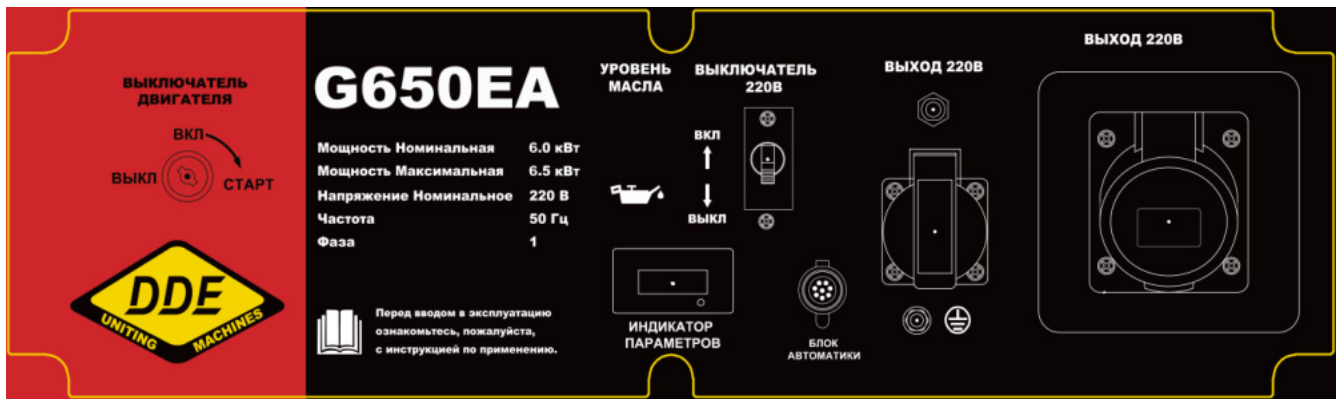 ВЫКЛЮЧАТЕЛЬ
ДВИГАТЕЛЯ
ВКЛ
ВЫКЛ
СТАРТ
DDE
UNITING MACHINES
G650EA
Мощность Номинальная 6.0 кВт
Мощность Максимальная 6.5 кВт
Напряжение Номинальное 220 В
Частота 50 Гц
Фаза 1
Перед вводом в эксплуатацию
ознакомьтесь, пожалуйста,
с инструкцией по применению.
УРОВЕНЬ
МАСЛА
ВЫКЛЮЧАТЕЛЬ
220В
ВКЛ
ВЫКЛ
ИНДИКАТОР
ПАРАМЕТРОВ
БЛОК
АВТОМАТИКИ
ВЫХОД 220В
ВЫХОД 220В